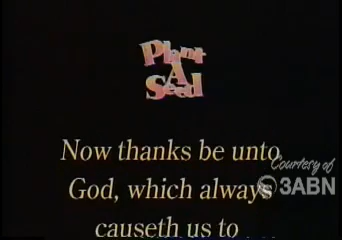 Plant
A
Seed
Now thanks be unto
God, which always
causeth us to
Courtesy of
3ABN